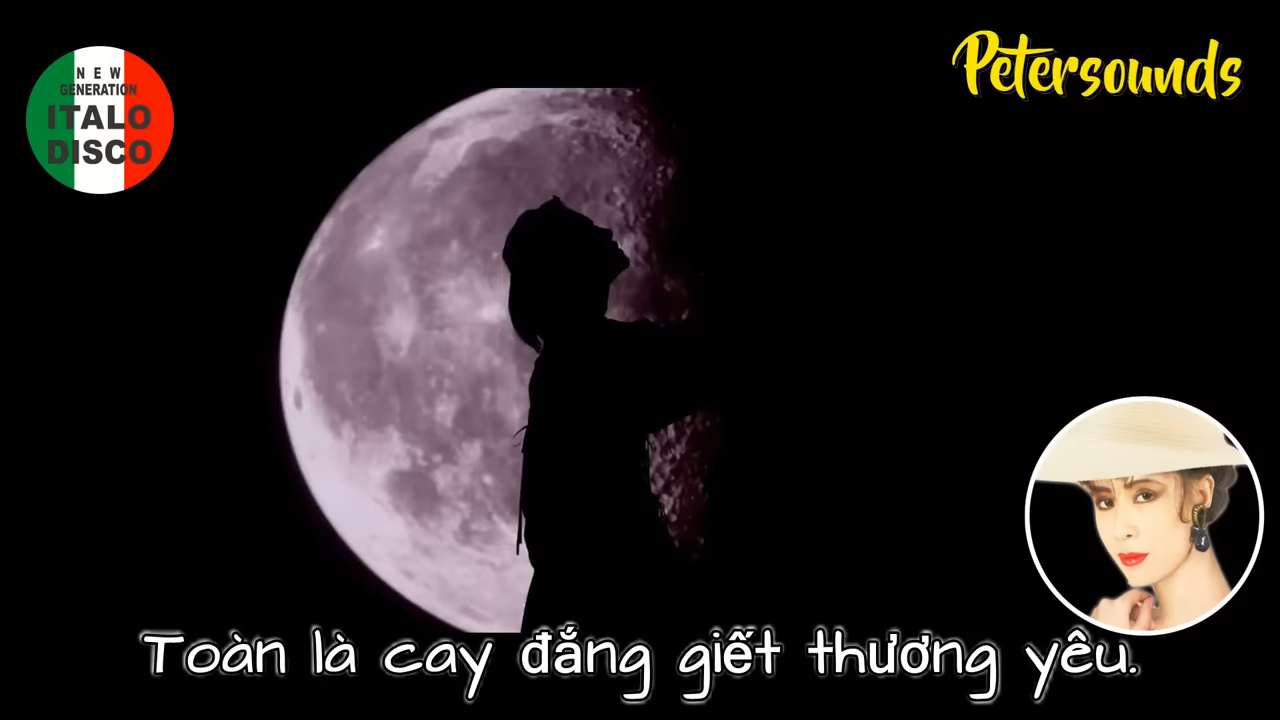 NEW
GENERATION
ITALO
DISCO
Petersounds
Toàn là cay đắng giết thương yêu.